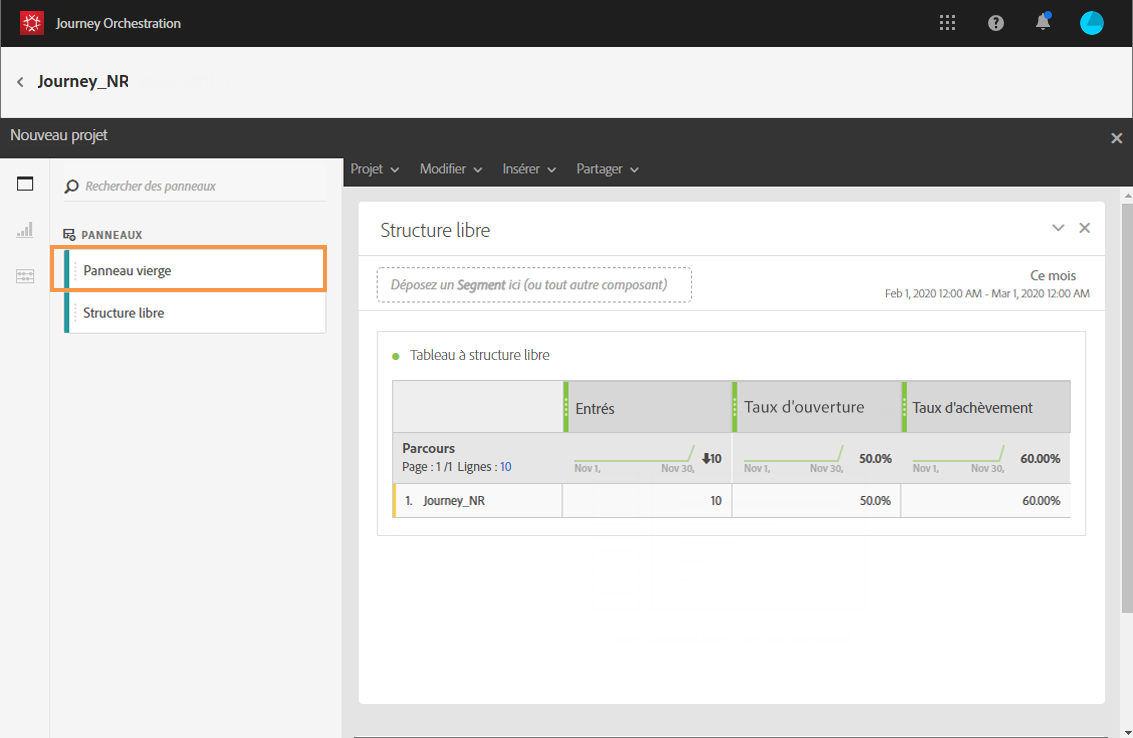 Journey Orchestration
Journey_NR
Nouveau projet
Projet Modifier Insérer Partager
Rechercher des panneaux
PANNEAUX
Panneau vierge
Structure libre
Structure libre
Déposez un Segment ici (ou tout autre composant)
Ce mois
Feb 1, 2020 12:00 AM - Mar 1, 2020 12:00 AM
Tableau à structure libre
Entrés Taux d'ouverture Taux d'achèvement
Parcours
Page : 1 /1 Lignes : 10
Nov 1, Nov 30, 10 Nov 1, Nov 30, 50.0% Nov 1, Nov 30, 60.00%
1. Journey_NR 10 50.0% 60.00%